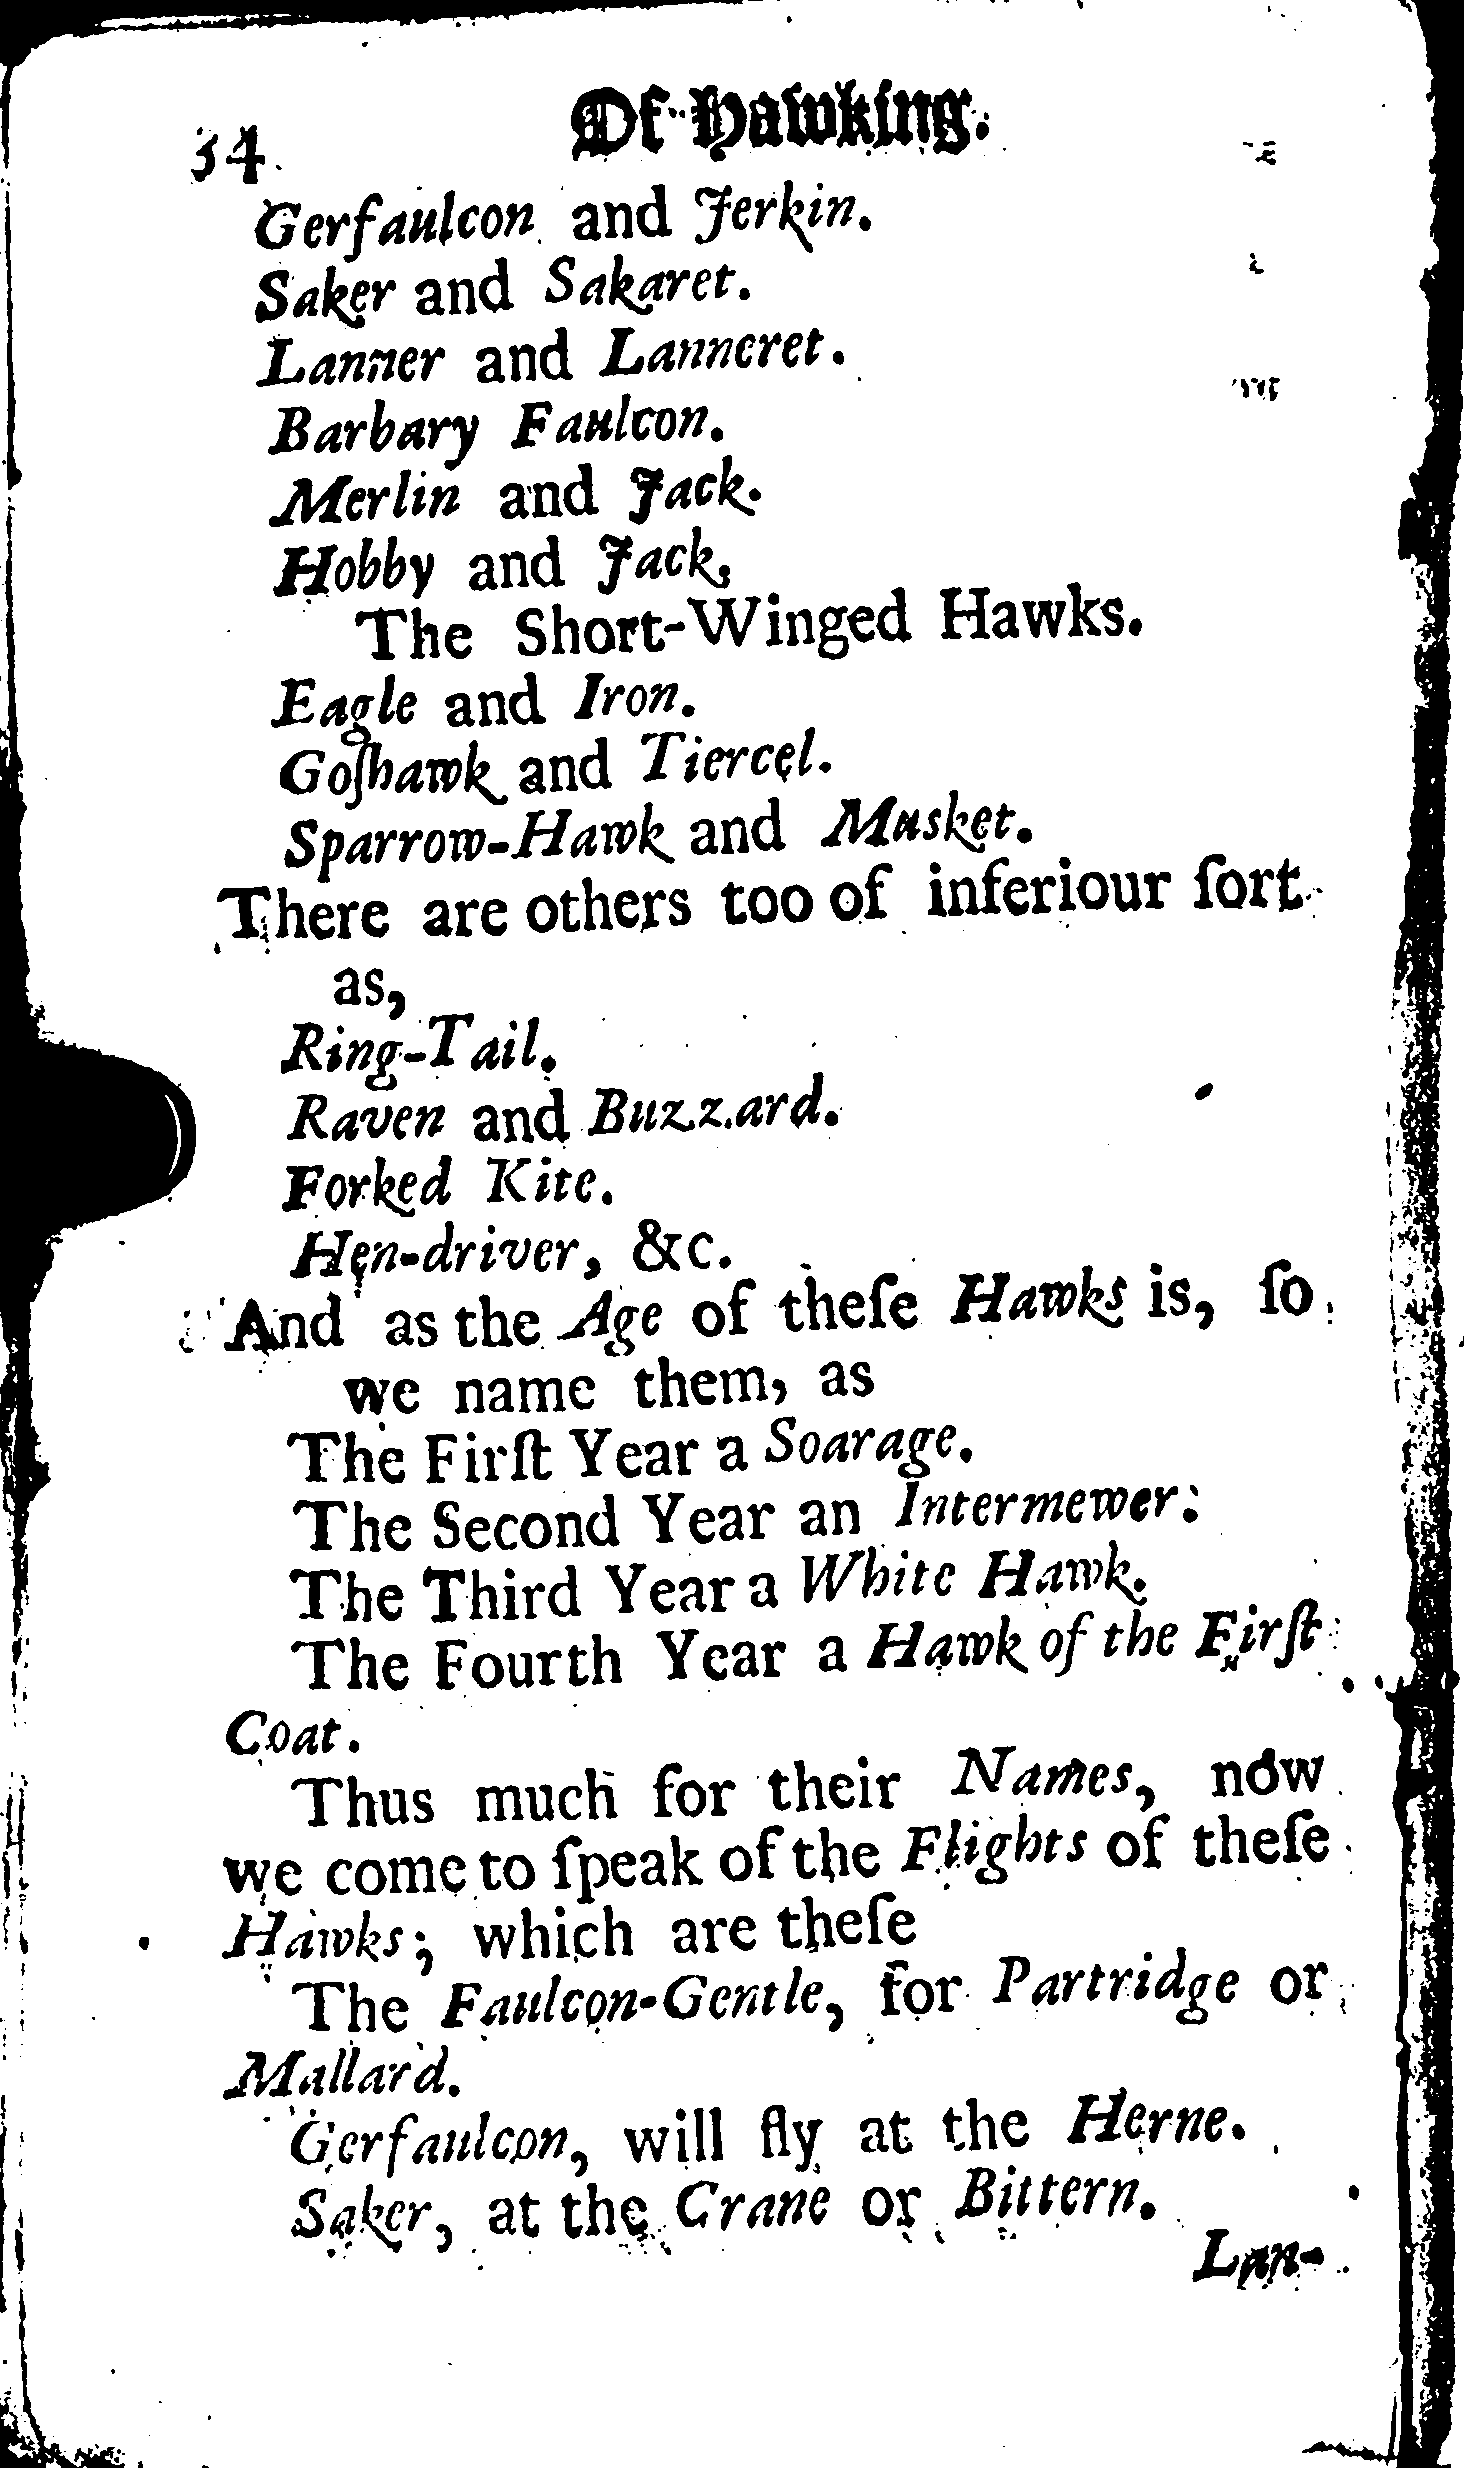 34 Of Hawking.
Gerfaulcon and Jerkin.
Saker and Sakaret.
Lanner and Lanneret.
Barbary Faulcon.
Merlin and Jack.
Hobby and Jack,
The Short-Winged Hawks.
Eagle and Iron.
Goſhawk and Tiercel.
Sparrow-Hawk and Musket.
There are others too of inferiour ſort
as,
Ring-Tail.
Raven and Buzzard.
Forked Kite.
Hen-driver, &c.
And as the Age of theſe Hawks is, ſo
we name them, as
The Firſt Year a Soarage.
The Second Year an Intermewer:
The Third Year a White Hawk.
The Fourth Year a Hawk of the Firſt
Coat.
Thus much for their Names, now
we come to ſpeak of the Flights of theſe
Hawks; which are theſe
The Faulcon-Gentle, for Partridge or
Mallard.
Gerfaulcon, will fly at the Herne.
Saker, at the Crane or Bittern.
Lan-